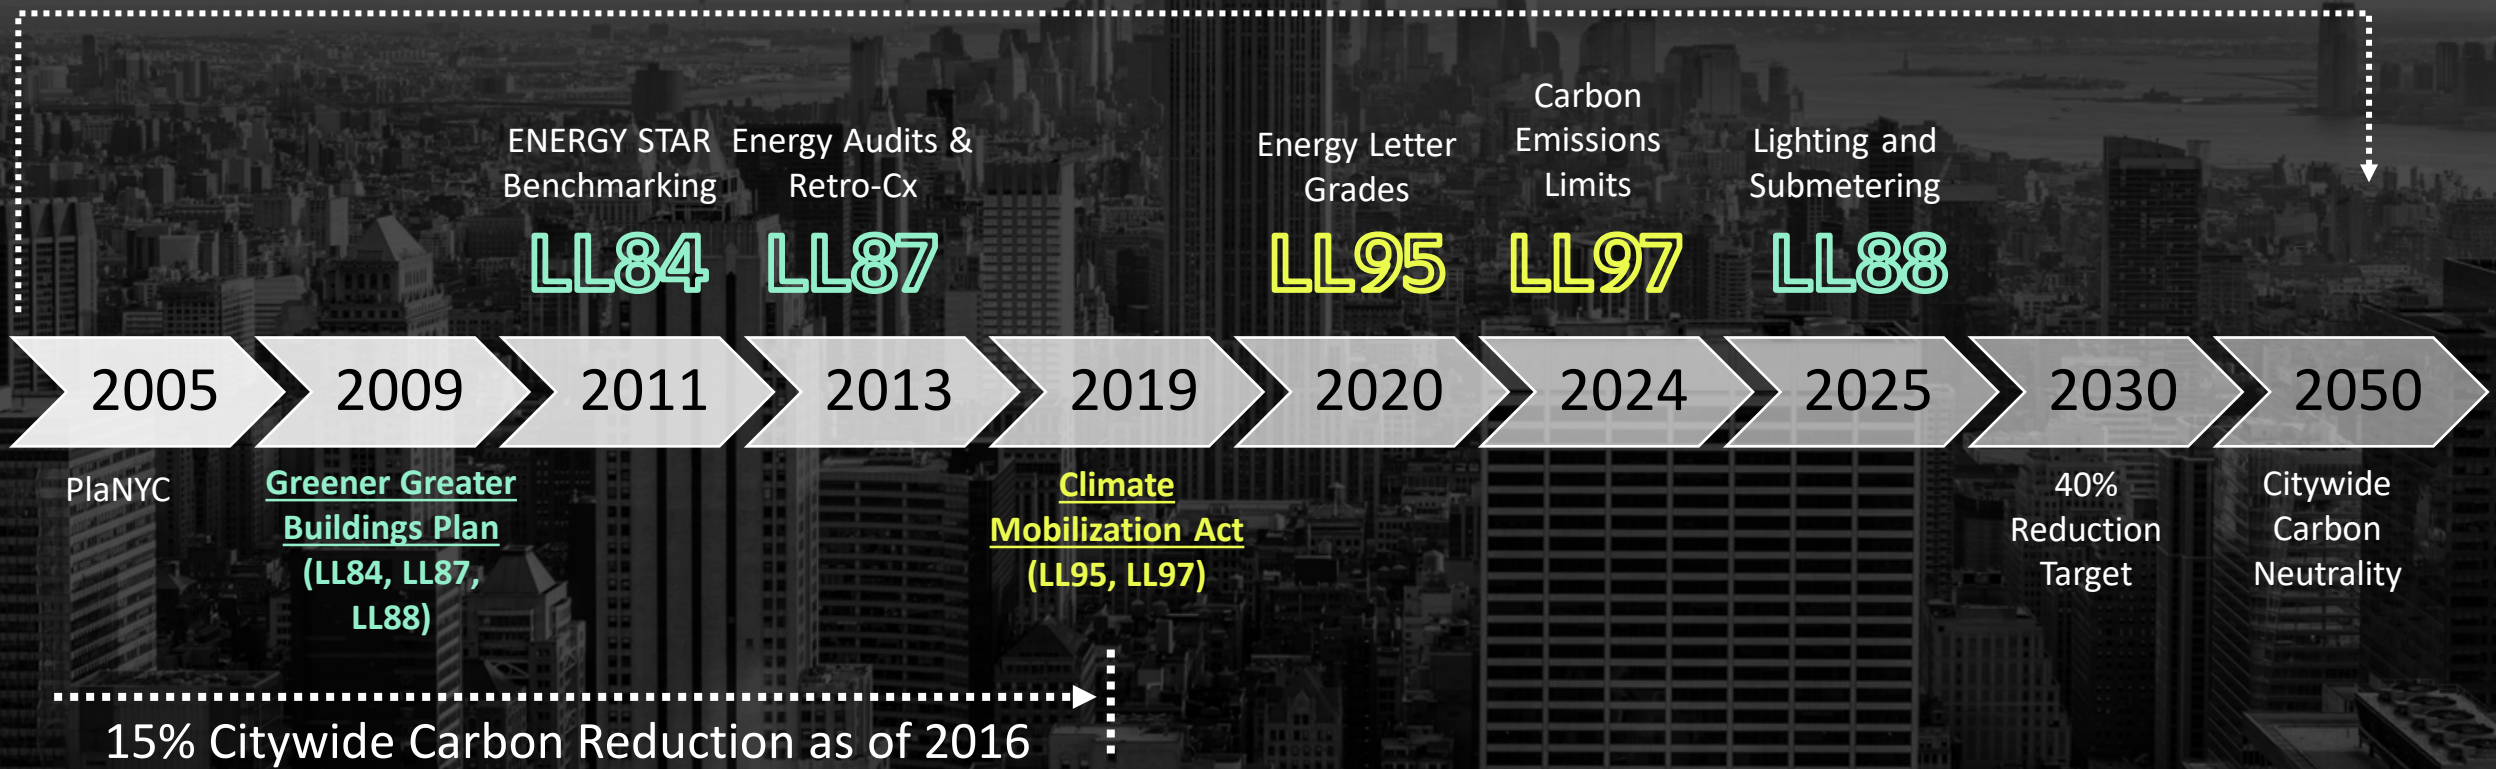 ENERGY STAR
Benchmarking
LL84
Energy Audits &
Retro-Cx
LL87
Energy Letter
Grades
LL95
Carbon
Emissions
Limits
LL97
Lighting and
Submetering
LL88
2005
2009
2011
2013
2019
2020
2024
2025
2030
2050
PlaNYC
Greener Greater
Buildings Plan
(LL84, LL87,
LL88)
Climate
Mobilization Act
(LL95, LL97)
40%
Reduction
Target
Citywide
Carbon
Neutrality
15% Citywide Carbon Reduction as of 2016